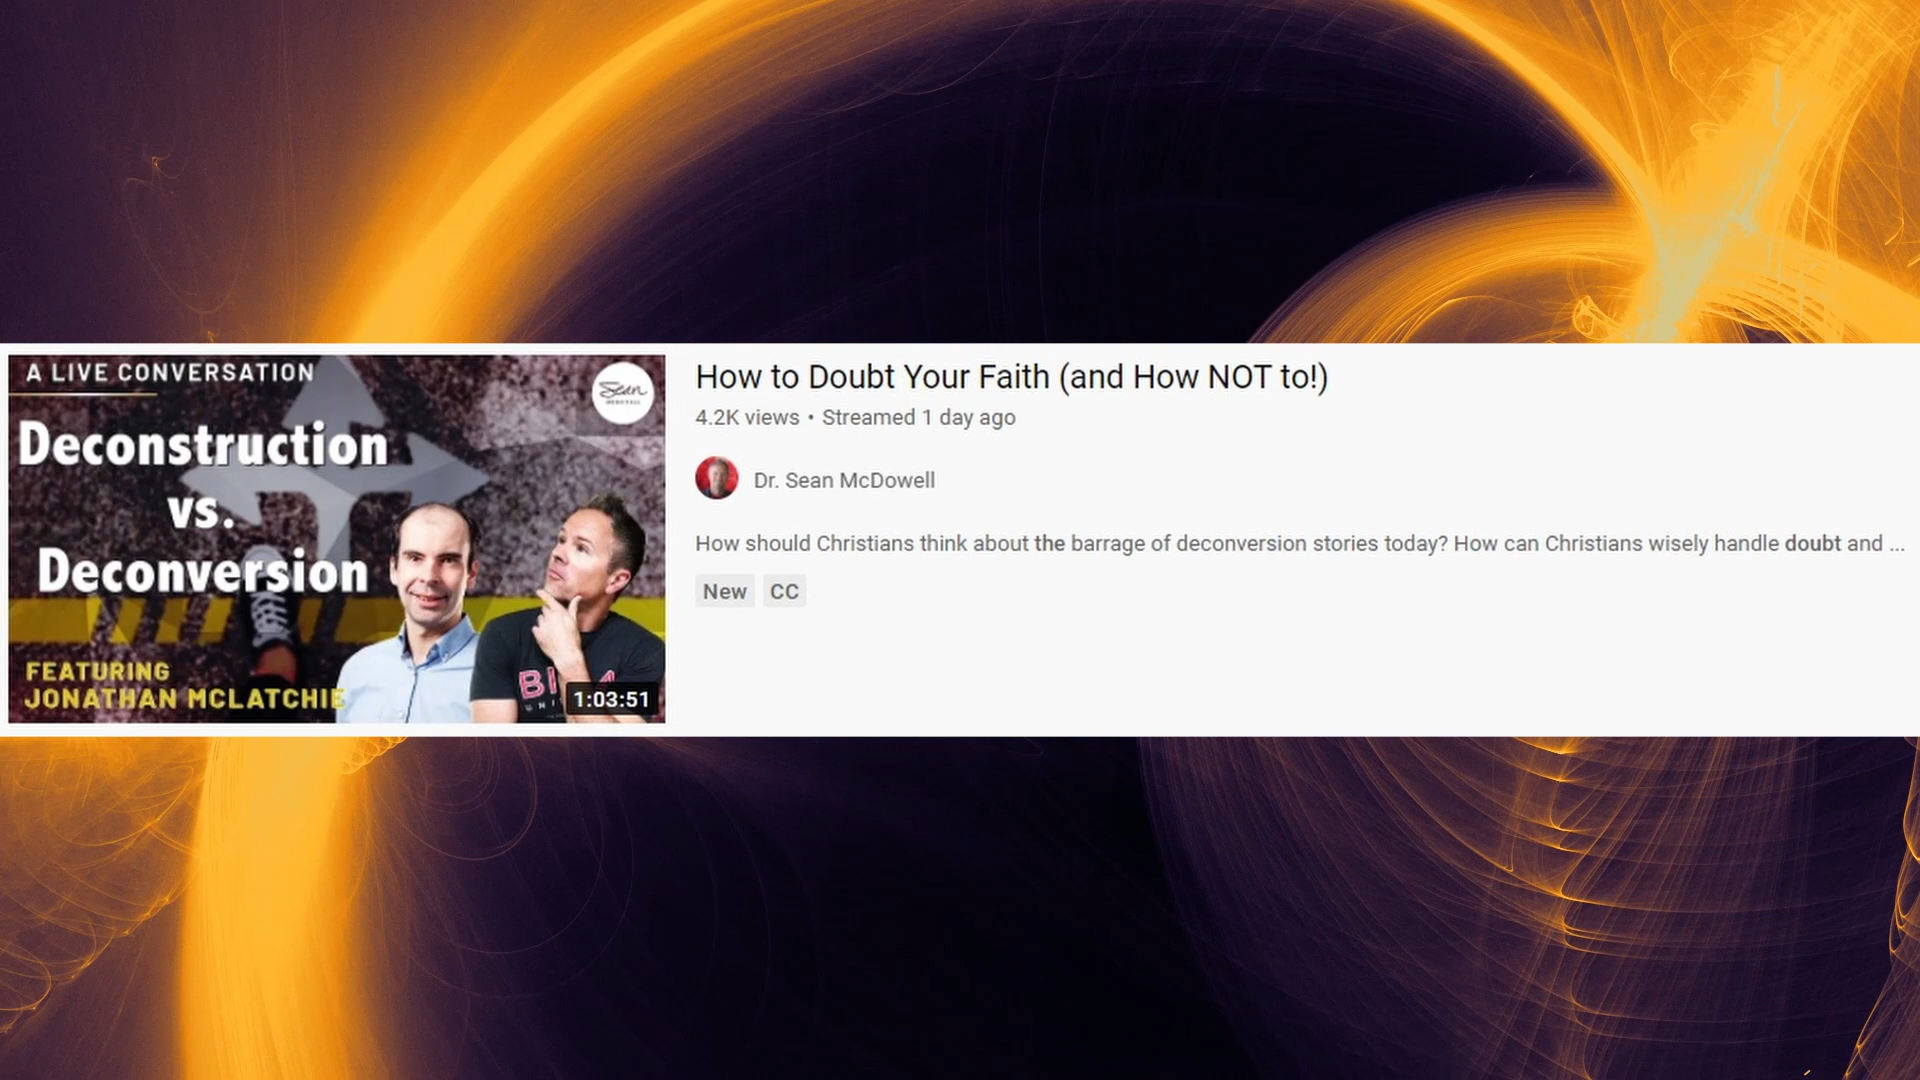 A LIVE CONVERSATION
Sean
MCDOWELL
Deconstruction
vs.
Deconversion
FEATURING
JONATHAN MCLATCHIE
1:03:51
How to Doubt Your Faith (and How NOT to!)
4.2K views • Streamed 1 day ago
Dr. Sean McDowell
How should Christians think about the barrage of deconversion stories today? How can Christians wisely handle doubt and ...
New CC